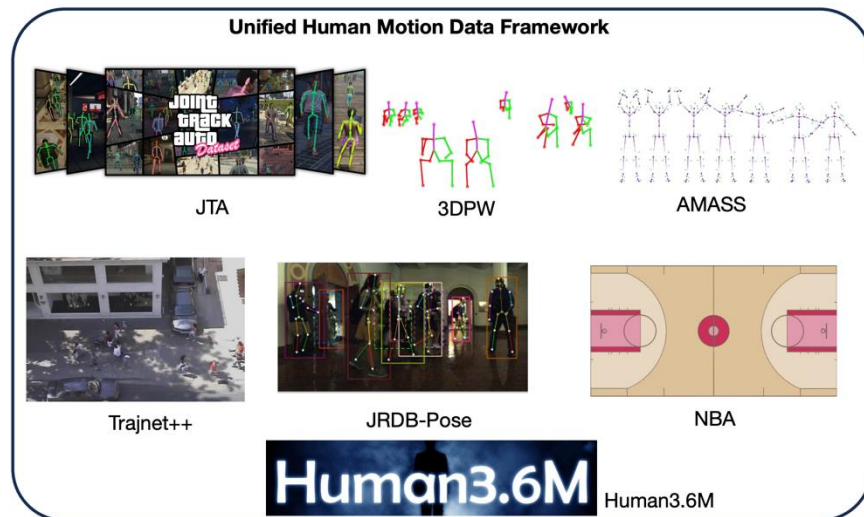 Unified Human Motion Data Framework
JOINT
TRACK
AUTO
Dataset
JTA
3DPW
AMASS
Trajnet++
JRDB-Pose
NBA
Human3.6M
Human3.6M